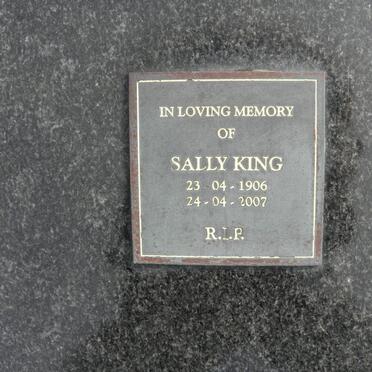 IN LOVING MEMORY
OF
SALLY KING
23 04 - 1906
24 - 04 - 2007
R.I.P.